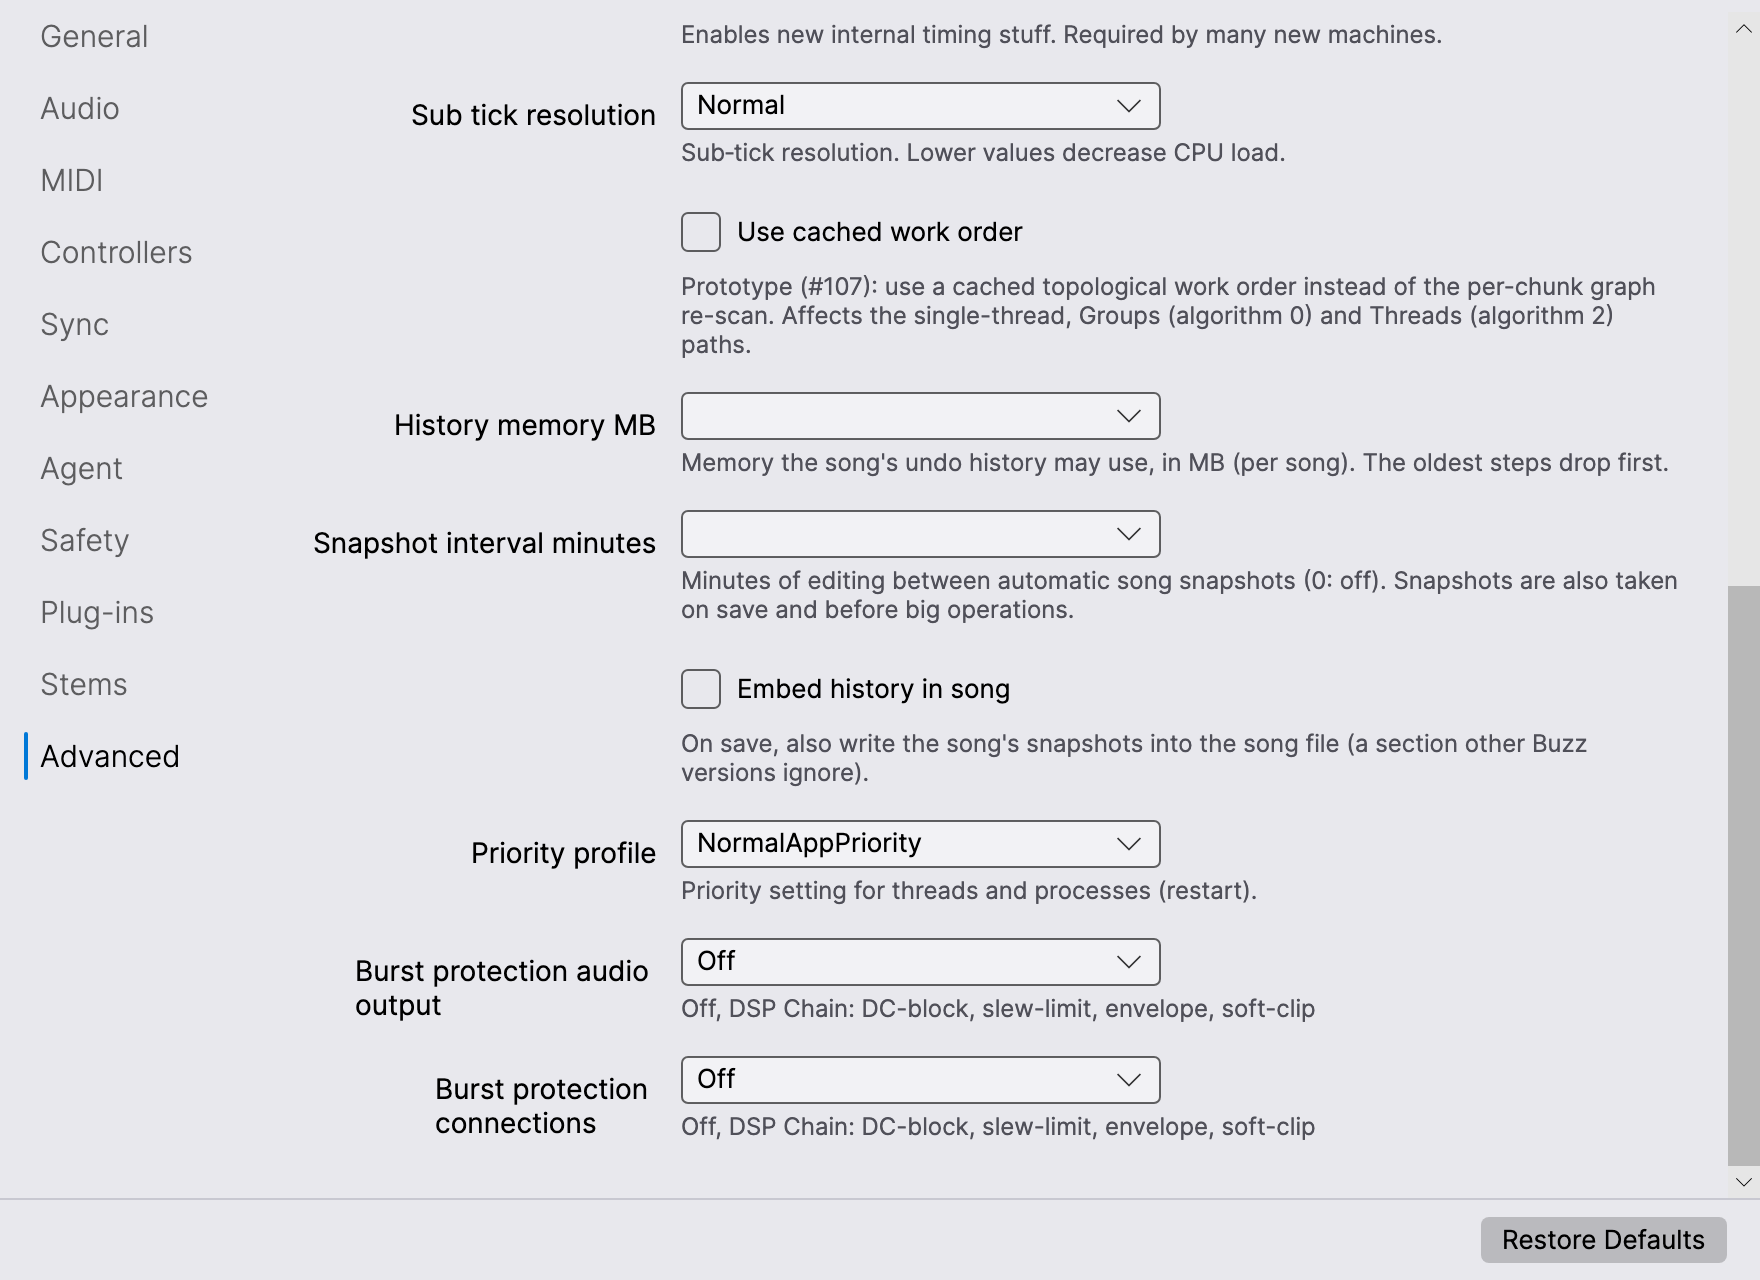 General
Audio
MIDI
Controllers
Sync
Appearance
Agent
Safety
Plug-ins
Stems
Advanced
Enables new internal timing stuff. Required by many new machines.
Sub tick resolution
Normal
Sub-tick resolution. Lower values decrease CPU load.
Use cached work order
Prototype (#107): use a cached topological work order instead of the per-chunk graph
re-scan. Affects the single-thread, Groups (algorithm 0) and Threads (algorithm 2)
paths.
History memory MB
Memory the song's undo history may use, in MB (per song). The oldest steps drop first.
Snapshot interval minutes
Minutes of editing between automatic song snapshots (0: off). Snapshots are also taken
on save and before big operations.
Embed history in song
On save, also write the song's snapshots into the song file (a section other Buzz
versions ignore).
Priority profile
NormalAppPriority
Priority setting for threads and processes (restart).
Burst protection audio
output
Off
Off, DSP Chain: DC-block, slew-limit, envelope, soft-clip
Burst protection
connections
Off
Off, DSP Chain: DC-block, slew-limit, envelope, soft-clip
Restore Defaults